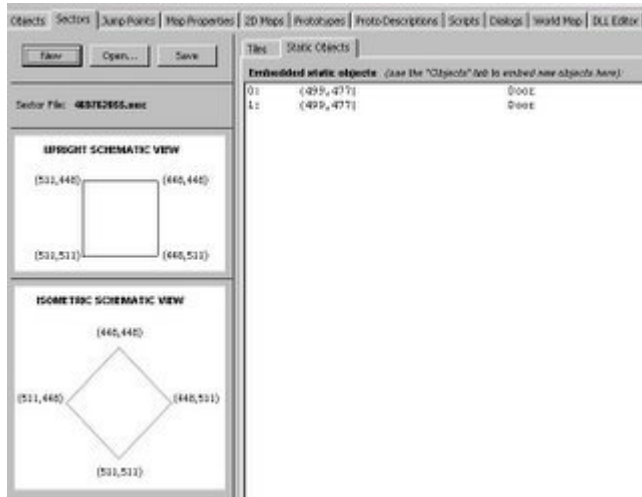 Objects Sectors Jump Points Map Properties 2D Maps Prototypes Proto-Descriptions Scripts Dialogs World Map DLL Editor
New Open... Save
Tiles Static Objects
Embedded static objects (use the "Objects" tab to embed new objects here):
0: (499,477) Door
1: (499,477) Door
Sector File:
UPRIGHT SCHEMATIC VIEW
(511,448) (448,448)
(511,511) (448,511)
ISOMETRIC SCHEMATIC VIEW
(448,448)
(511,448) (448,511)
(511,511)